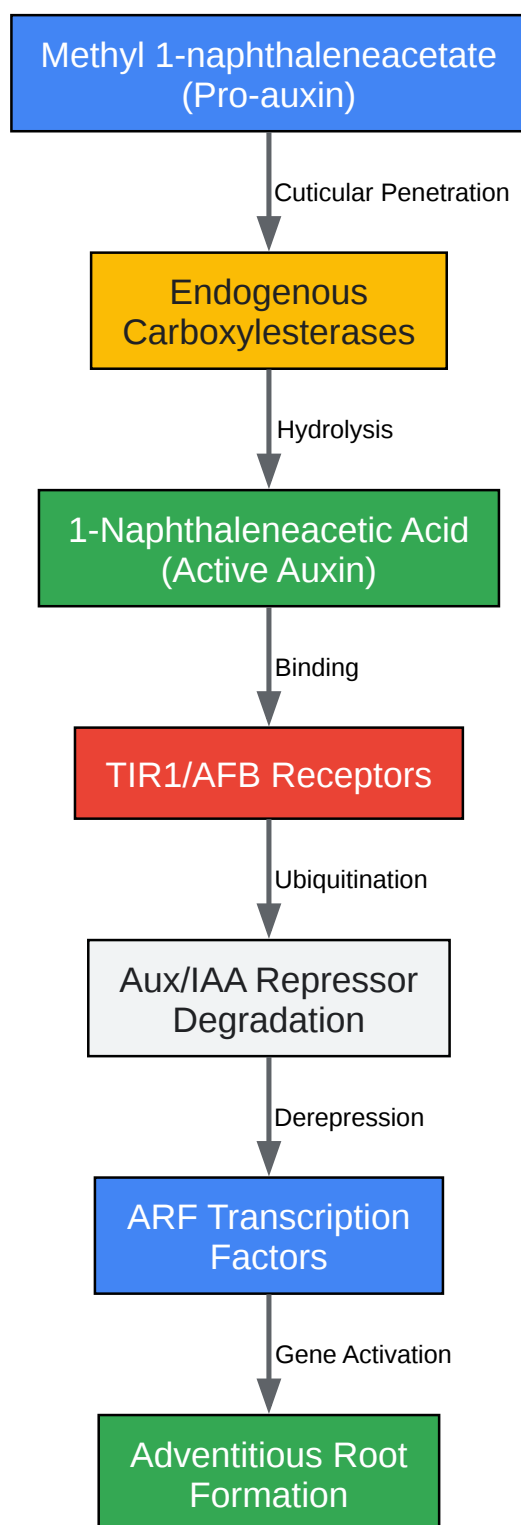 Methyl 1-naphthaleneacetate
(Pro-auxin)
Cuticular Penetration
Endogenous
Carboxylesterases
Hydrolysis
1-Naphthaleneacetic Acid
(Active Auxin)
Binding
TIR1/AFB Receptors
Ubiquitination
Aux/IAA Repressor
Degradation
Derepression
ARF Transcription
Factors
Gene Activation
Adventitious Root
Formation